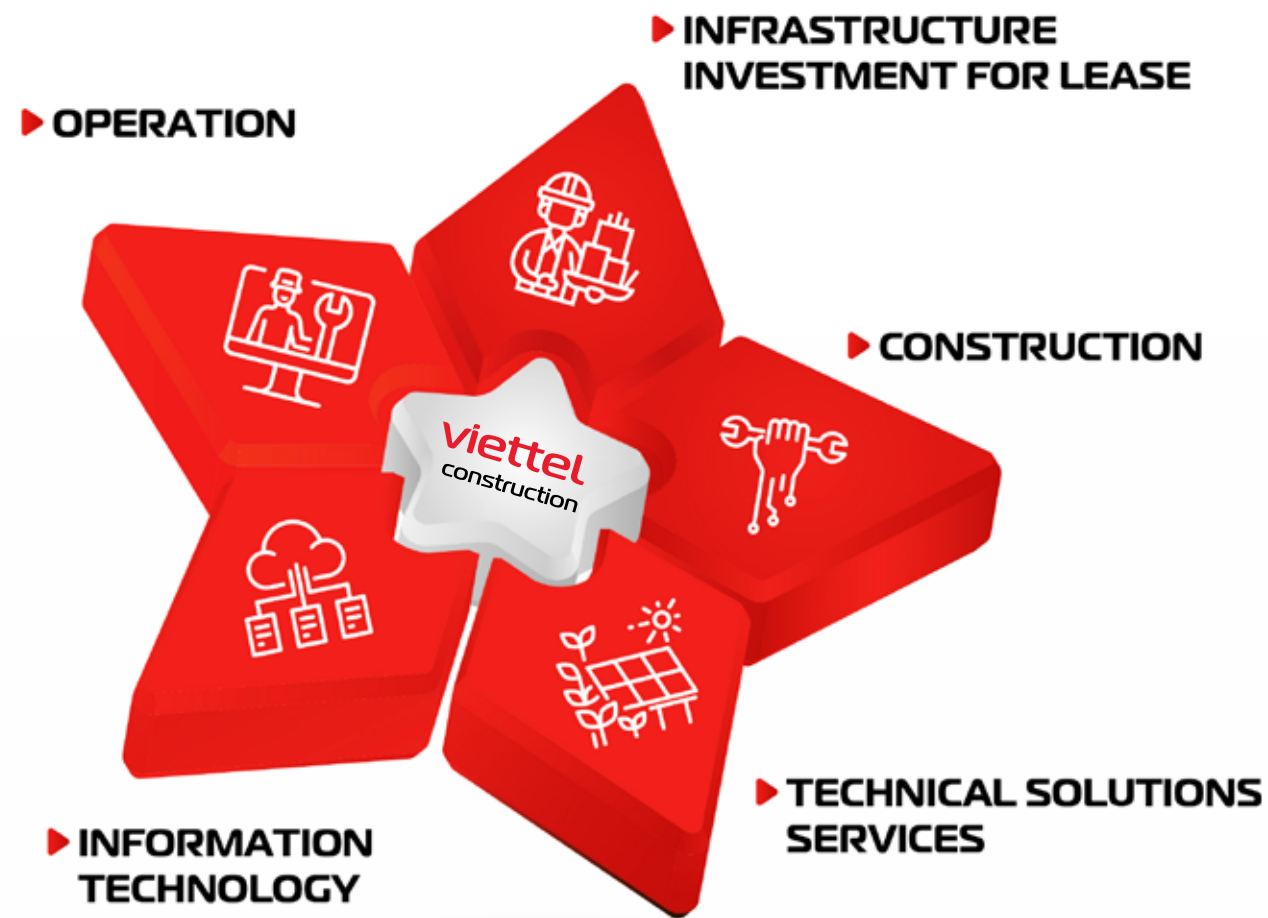 INFRASTRUCTURE
INVESTMENT FOR LEASE
OPERATION
CONSTRUCTION
viettel
construction
TECHNICAL SOLUTIONS
SERVICES
INFORMATION
TECHNOLOGY